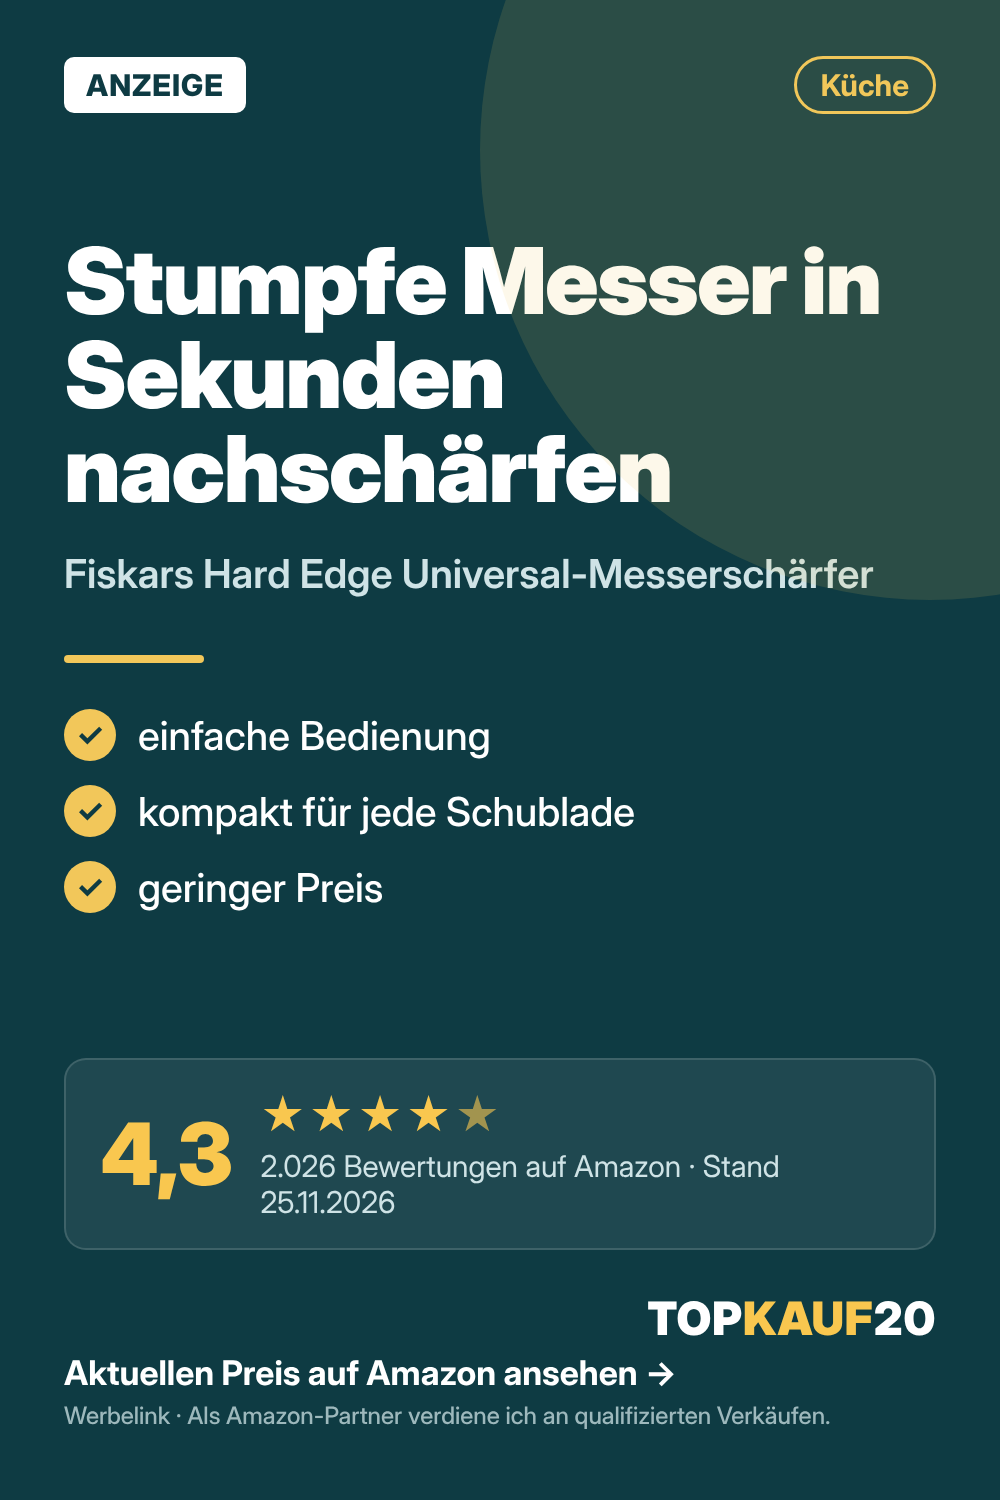 ANZEIGE
Küche
Stumpfe Messer in
Sekunden
nachschärfen
Fiskars Hard Edge Universal-Messerschärfer
einfache Bedienung
kompakt für jede Schublade
geringer Preis
4,3
★★★★★
2.026 Bewertungen auf Amazon · Stand
25.11.2026
TOPKAUF20
Aktuellen Preis auf Amazon ansehen →
Werbelink · Als Amazon-Partner verdiene ich an qualifizierten Verkäufen.